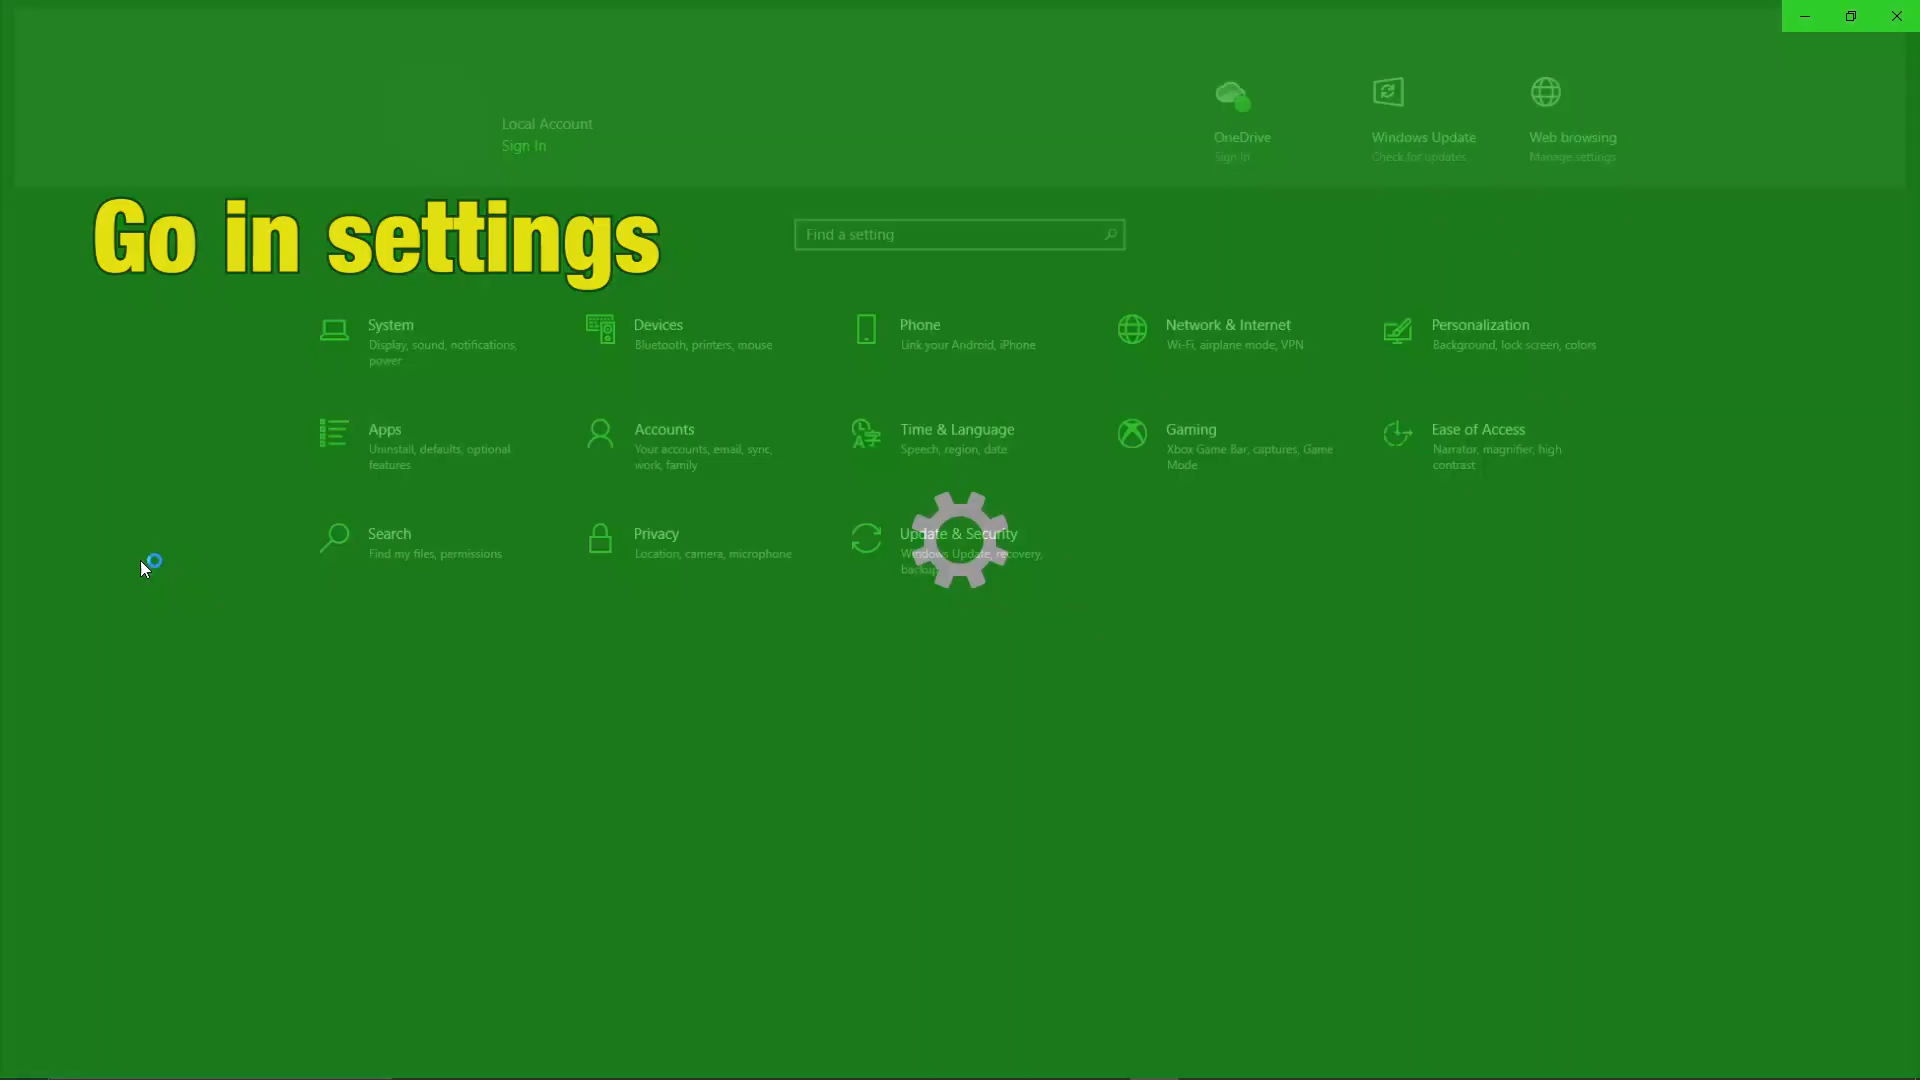 Local Account
Sign In
OneDrive
Sign In
Windows Update
Check for updates
Web browsing
Manage settings
Go in settings
Find a setting
System
Display, sound, notifications,
power
Devices
Bluetooth, printers, mouse
Phone
Link your Android, iPhone
Network & Internet
Wi-Fi, airplane mode, VPN
Personalization
Background, lock screen, colors
Apps
Uninstall, defaults, optional
features
Accounts
Your accounts, email, sync,
work, family
Time & Language
Speech, region, date
Gaming
Xbox Game Bar, captures, Game
Mode
Ease of Access
Narrator, magnifier, high
contrast
Search
Find my files, permissions
Privacy
Location, camera, microphone
Update & Security
Windows Update, recovery,
backup